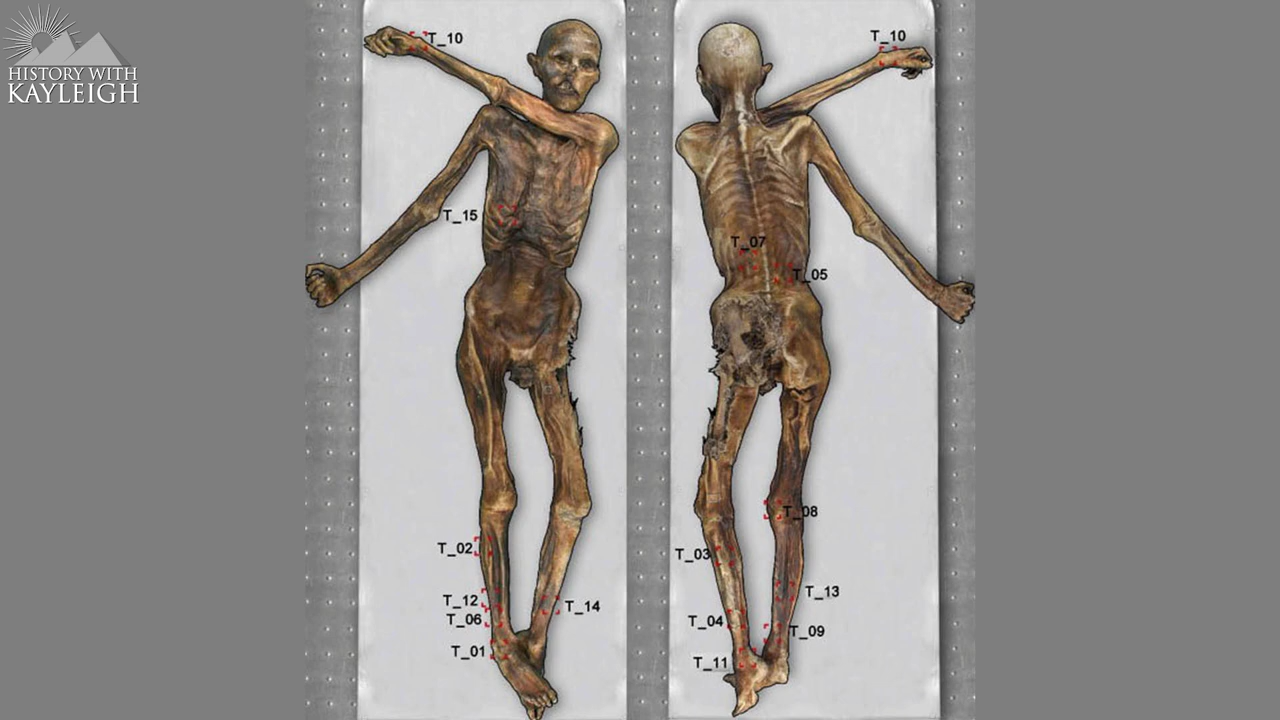 HISTORY WITH
KAYLEIGH
T_10
T_15
T_02
T_12
T_06
T_01
T_14
T_10
T_07
T_05
T_08
T_03
T_13
T_04
T_09
T_11